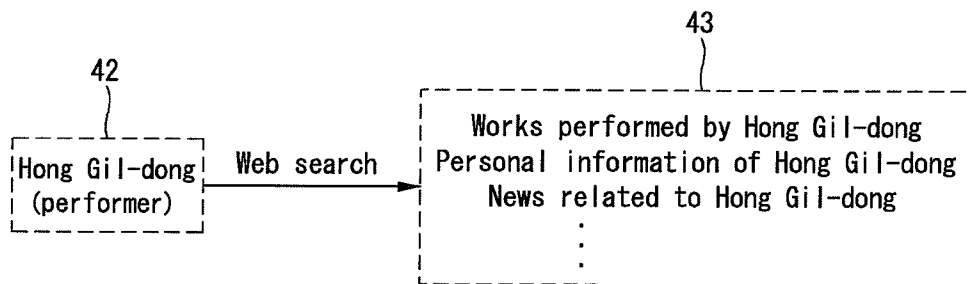 43
42
Hong Gil-dong
(performer)
Web search
Works performed by Hong Gil-dong
Personal information of Hong Gil-dong
News related to Hong Gil-dong
.
.
.